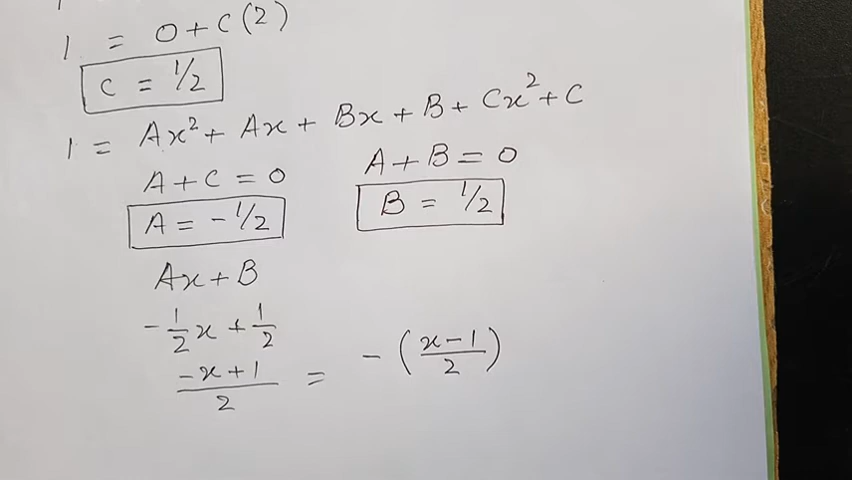 1 = 0 + C(2)
C = 1/2
1 = Ax² + Ax + Bx + B + Cx² + C
A + C = 0 A + B = 0
A = -1/2 B = 1/2
Ax + B
-1/2 x + 1/2
(-x + 1)/2 = -((x - 1)/2)